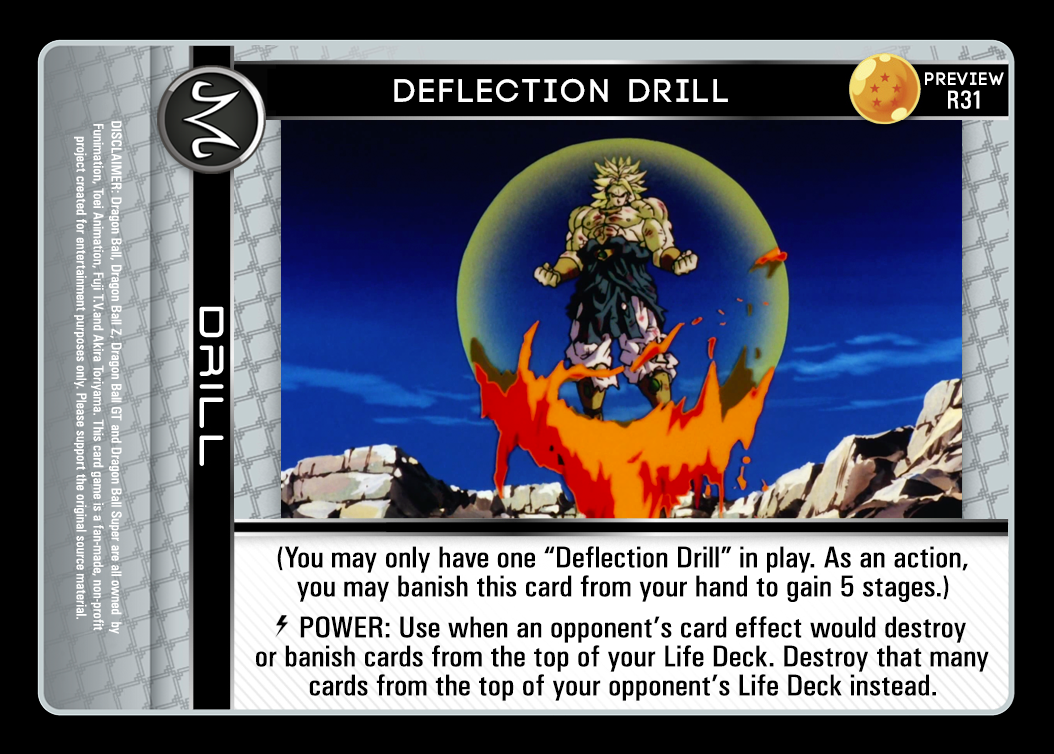 DEFLECTION DRILL
PREVIEW
R31
DRILL
(You may only have one “Deflection Drill” in play. As an action,
you may banish this card from your hand to gain 5 stages.)
POWER: Use when an opponent’s card effect would destroy
or banish cards from the top of your Life Deck. Destroy that many
cards from the top of your opponent’s Life Deck instead.
DISCLAIMER: Dragon Ball, Dragon Ball Z, Dragon Ball GT and Dragon Ball Super are all owned by
Funimation, Toei Animation, Fuji T.V.and Akira Toriyama. This card game is a fan-made, non-profit
project created for entertainment purposes only. Please support the original source material.